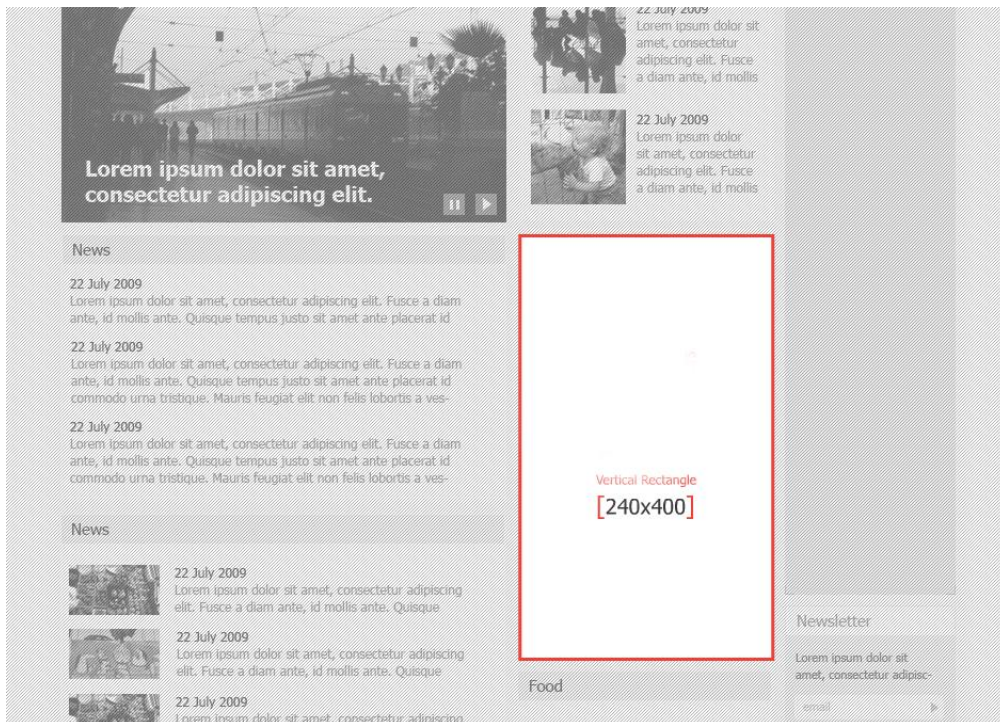 Lorem ipsum dolor sit amet,
consectetur adipiscing elit.
News
22 July 2009
Lorem ipsum dolor sit amet, consectetur adipiscing elit. Fusce a diam
ante, id mollis ante. Quisque tempus justo sit amet ante placerat id
22 July 2009
Lorem ipsum dolor sit amet, consectetur adipiscing elit. Fusce a diam
ante, id mollis ante. Quisque tempus justo sit amet ante placerat id
commodo urna tristique. Mauris feugiat elit non felis lobortis a ves-
22 July 2009
Lorem ipsum dolor sit amet, consectetur adipiscing elit. Fusce a diam
ante, id mollis ante. Quisque tempus justo sit amet ante placerat id
commodo urna tristique. Mauris feugiat elit non felis lobortis a ves-
News
22 July 2009
Lorem ipsum dolor sit amet, consectetur adipiscing
elit. Fusce a diam ante, id mollis ante. Quisque
22 July 2009
Lorem ipsum dolor sit amet, consectetur adipiscing
elit. Fusce a diam ante, id mollis ante. Quisque
22 July 2009
Lorem ipsum dolor sit amet, consectetur adipiscing
22 July 2009
Lorem ipsum dolor sit
amet, consectetur
adipiscing elit. Fusce
a diam ante, id mollis
22 July 2009
Lorem ipsum dolor
sit amet, consectetur
adipiscing elit. Fusce
a diam ante, id mollis
Vertical Rectangle
[240x400]
Food
Newsletter
Lorem ipsum dolor sit
amet, consectetur adipisc-
email